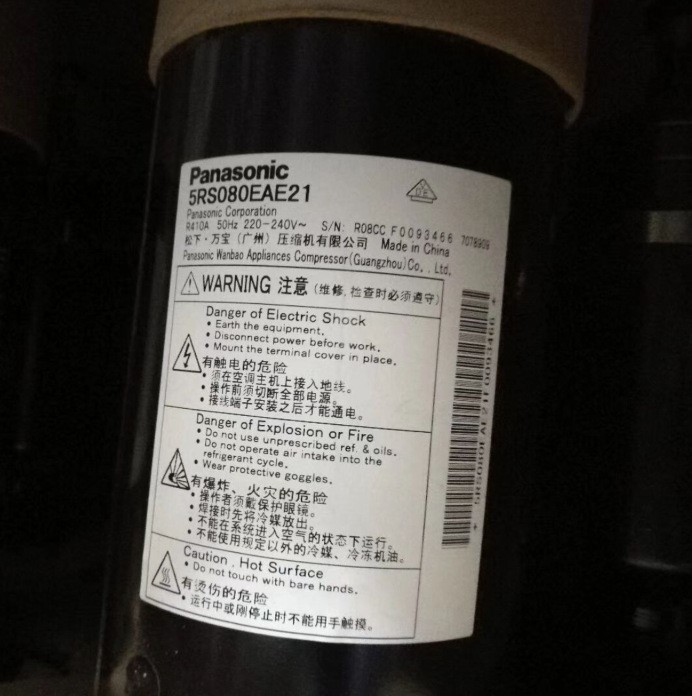 Panasonic
5RS080EAE21
Panasonic Corporation
R410A 50Hz 220-240V~ S/N: R08CC F0093466 7078909
松下·万宝(广州)压缩机有限公司 Made in China
Panasonic Wanbao Appliances Compressor(Guangzhou)Co., Ltd.
WARNING 注意 (维修,检查时必须遵守)
Danger of Electric Shock
• Earth the equipment.
• Disconnect power before work.
• Mount the terminal cover in place.
有触电的危险
• 须在空调主机上接入地线。
• 操作前须切断全部电源。
• 接线端子安装之后才能通电。
Danger of Explosion or Fire
• Do not use unprescribed ref. & oils.
• Do not operate air intake into the
refrigerant cycle.
• Wear protective goggles.
有爆炸、火灾的危险
• 操作者须戴保护眼镜。
• 焊接时先将冷媒放出。
• 不能在系统进入空气的状态下运行。
• 不能使用规定以外的冷媒、冷冻机油。
Caution . Hot Surface
• Do not touch with bare hands.
有烫伤的危险
• 运行中或刚停止时不能用手触摸。
* 5RS080EAE21F0093466 *